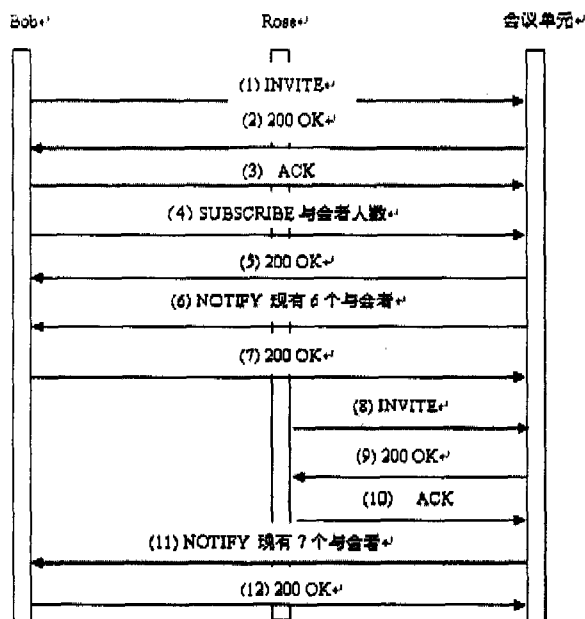 Bob↵ Rose↵ 会议单元↵
(1) INVITE↵
(2) 200 OK↵
(3) ACK
(4) SUBSCRIBE 与会者人数↵
(5) 200 OK↵
(6) NOTIFY 现有 6 个与会者↵
(7) 200 OK↵
(8) INVITE↵
(9) 200 OK↵
(10) ACK
(11) NOTIFY 现有 7 个与会者↵
(12) 200 OK↵